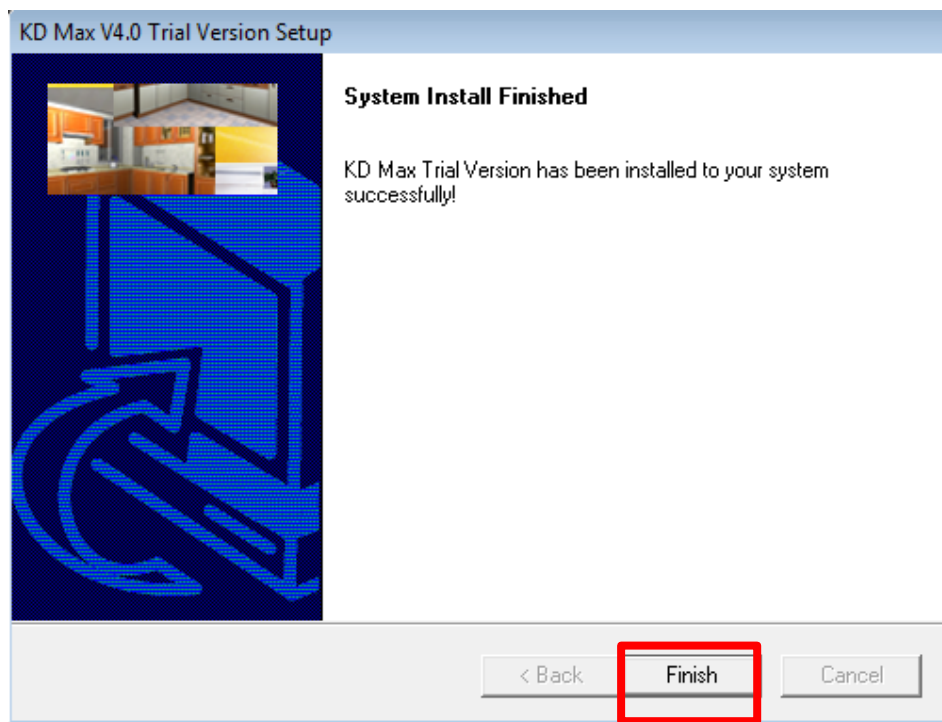 KD Max V4.0 Trial Version Setup
System Install Finished
KD Max Trial Version has been installed to your system
successfully!
< Back
Finish
Cancel